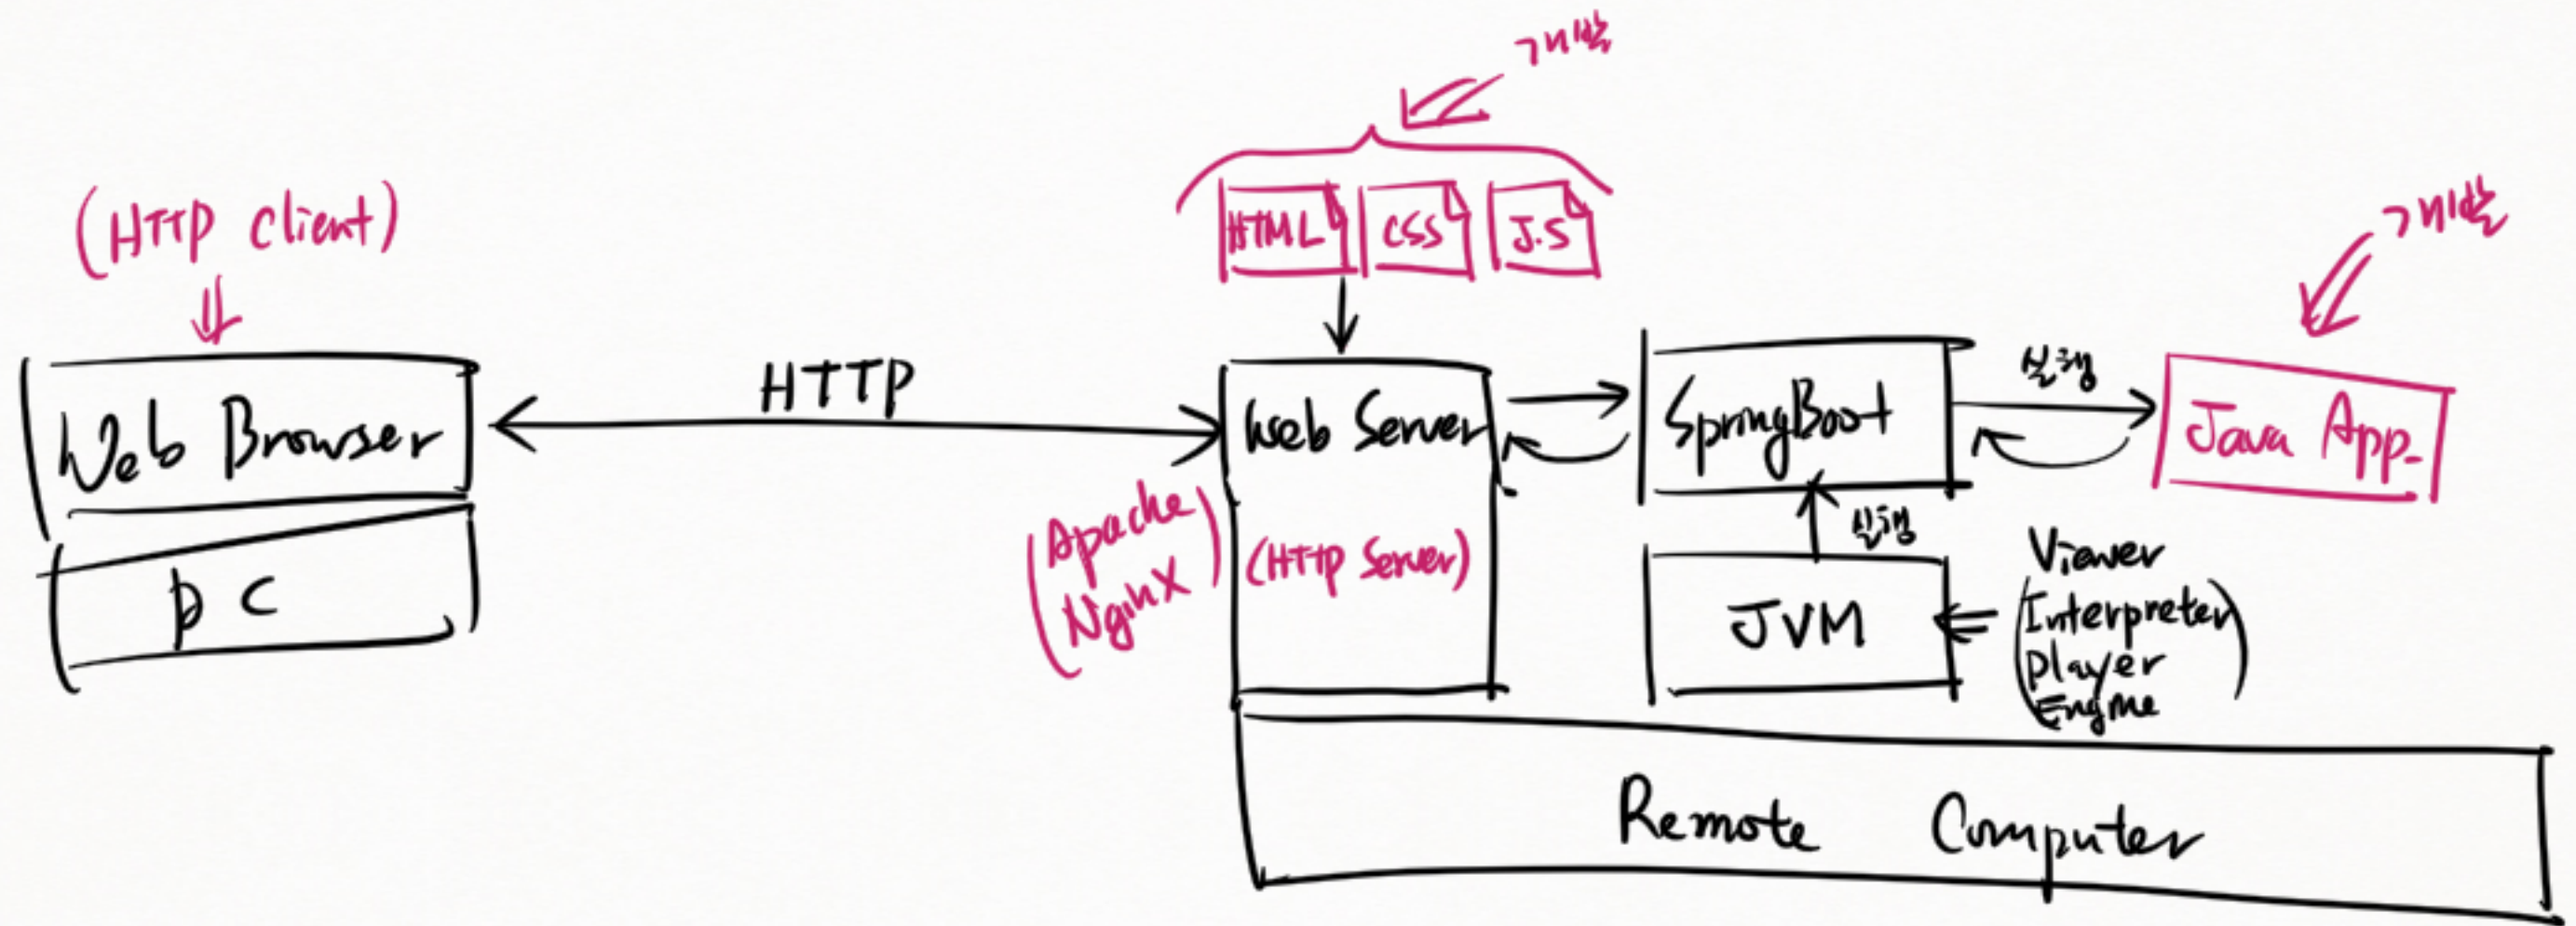 개발
(HTTP Client)
HTML CSS J.S
개발
HTTP
Web Browser
Web Server
SpringBoot
실행
Java App.
PC
(Apache
NginX)
(HTTP Server)
실행
JVM
Viewer
(Interpreter
player
Engine)
Remote Computer